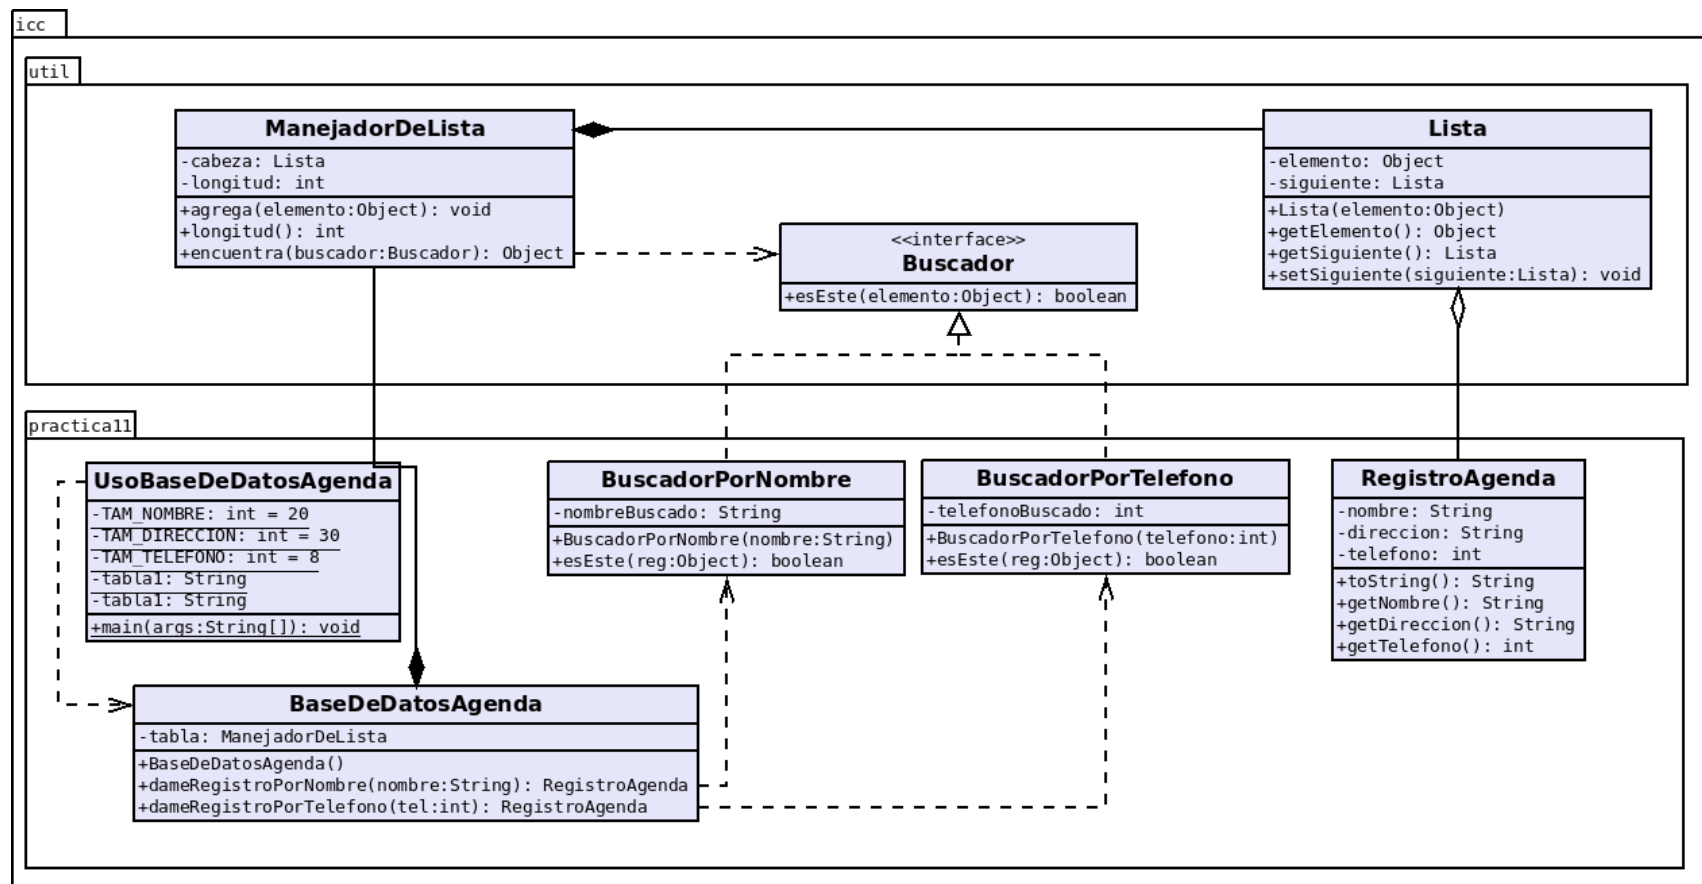 icc
util
ManejadorDeLista
-cabeza: Lista
-longitud: int
+agrega(elemento:Object): void
+longitud(): int
+encuentra(buscador:Buscador): Object
<<interface>>
Buscador
+esEste(elemento:Object): boolean
Lista
-elemento: Object
-siguiente: Lista
+Lista(elemento:Object)
+getElemento(): Object
+getSiguiente(): Lista
+setSiguiente(siguiente:Lista): void
practica11
UsoBaseDeDatosAgenda
-TAM_NOMBRE: int = 20
-TAM_DIRECCION: int = 30
-TAM_TELEFONO: int = 8
-tabla1: String
-tabla1: String
+main(args:String[]): void
BuscadorPorNombre
-nombreBuscado: String
+BuscadorPorNombre(nombre:String)
+esEste(reg:Object): boolean
BuscadorPorTelefono
-telefonoBuscado: int
+BuscadorPorTelefono(telefono:int)
+esEste(reg:Object): boolean
RegistroAgenda
-nombre: String
-direccion: String
-telefono: int
+toString(): String
+getNombre(): String
+getDireccion(): String
+getTelefono(): int
BaseDeDatosAgenda
-tabla: ManejadorDeLista
+BaseDeDatosAgenda()
+dameRegistroPorNombre(nombre:String): RegistroAgenda
+dameRegistroPorTelefono(tel:int): RegistroAgenda